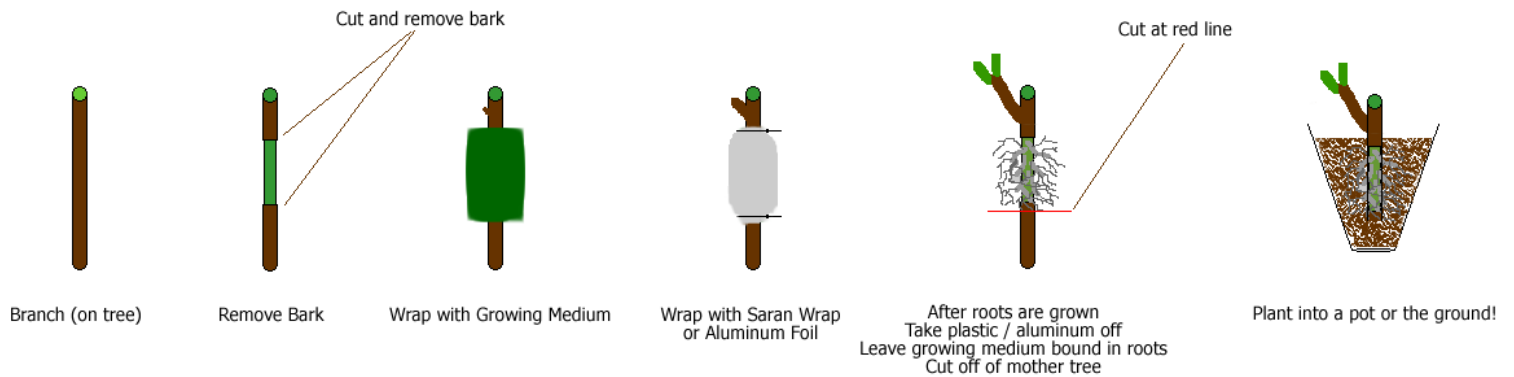 Cut and remove bark
Cut at red line
Branch (on tree)
Remove Bark
Wrap with Growing Medium
Wrap with Saran Wrap
or Aluminum Foil
After roots are grown
Take plastic / aluminum off
Leave growing medium bound in roots
Cut off of mother tree
Plant into a pot or the ground!